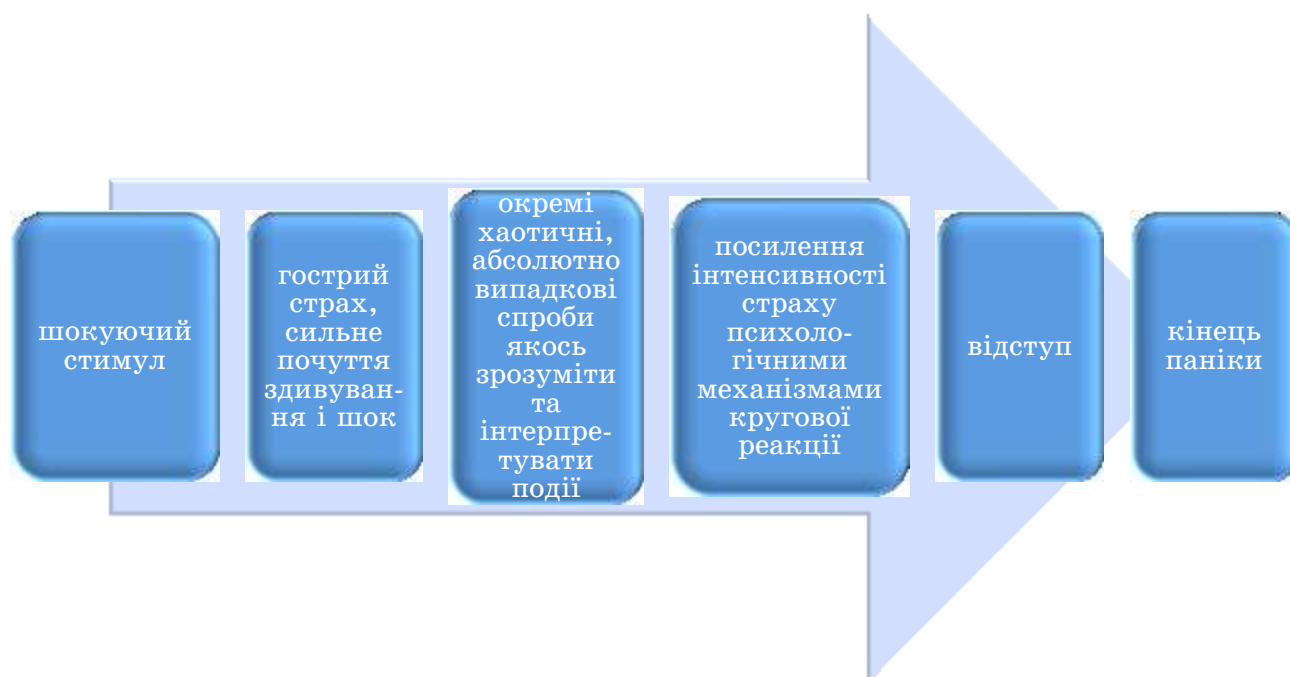 шокуючий
стимул
гострий
страх,
сильне
почуття
здивуван-
ня і шок
окремі
хаотичні,
абсолютно
випадкові
спроби
якось
зрозуміти
та
інтерпре-
тувати
події
посилення
інтенсивності
страху
психоло-
гічними
механізмами
кругової
реакції
відступ
кінець
паніки